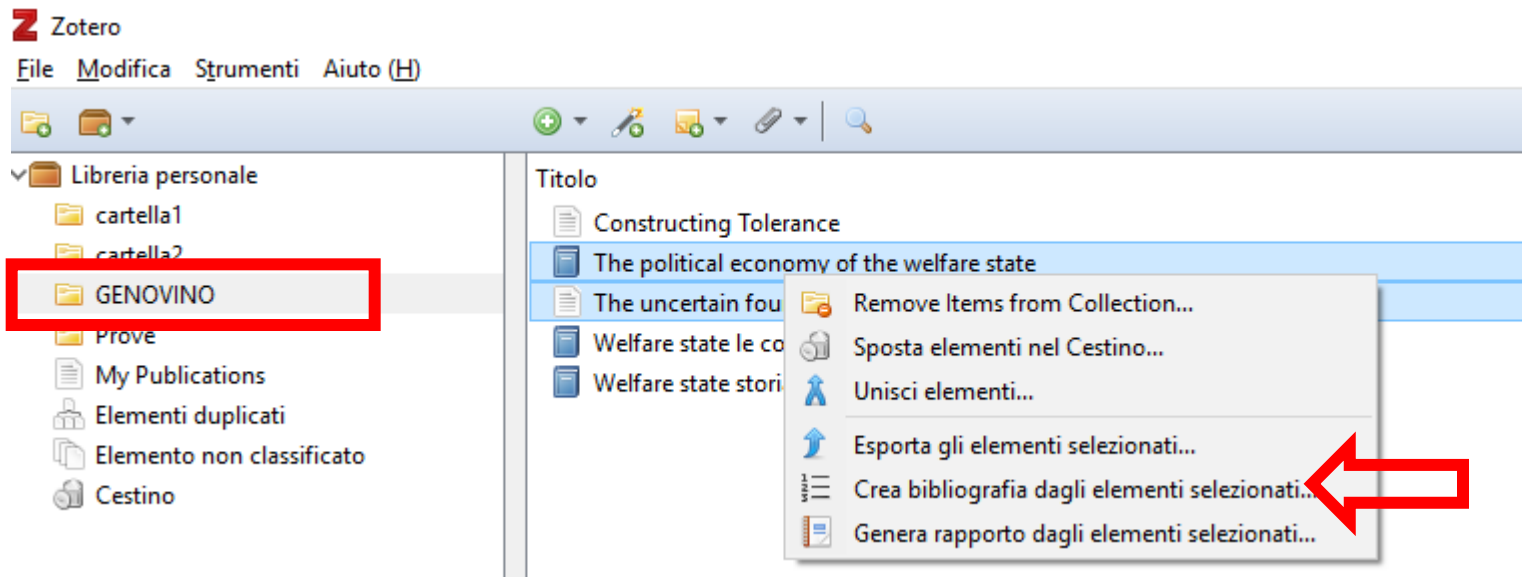 Zotero
File Modifica Strumenti Aiuto (H)
Libreria personale
cartella1
cartella2
GENOVINO
Prove
My Publications
Elementi duplicati
Elemento non classificato
Cestino
Titolo
Constructing Tolerance
The political economy of the welfare state
The uncertain fou
Welfare state le co
Welfare state stori
Remove Items from Collection...
Sposta elementi nel Cestino...
Unisci elementi...
Esporta gli elementi selezionati...
Crea bibliografia dagli elementi selezionati...
Genera rapporto dagli elementi selezionati...